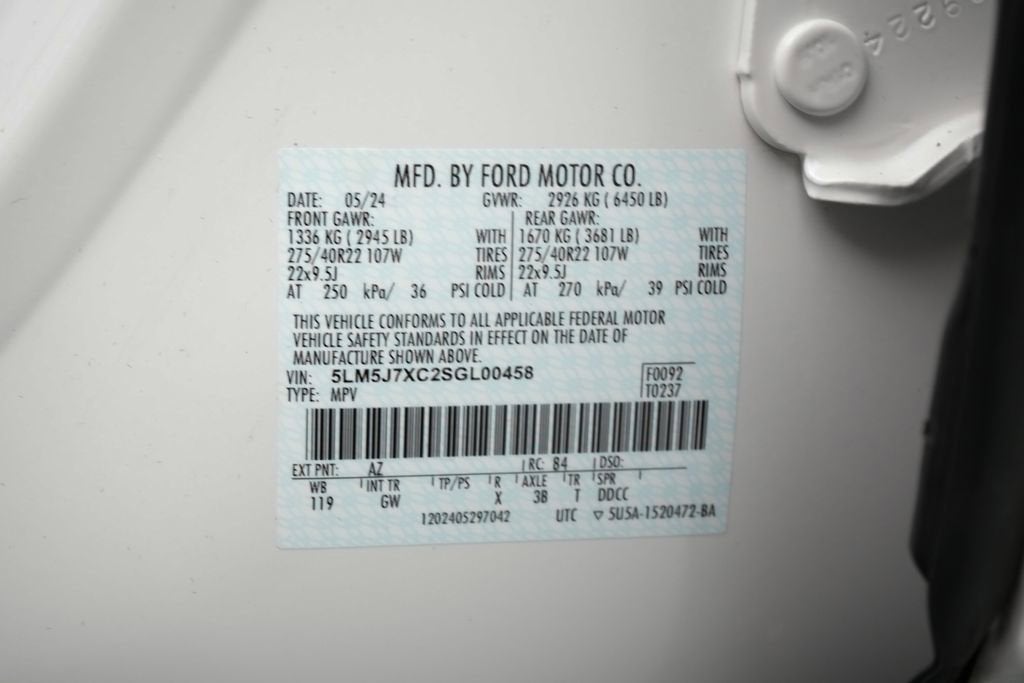 9224
MFD. BY FORD MOTOR CO.
DATE: 05/24 GVWR: 2926 KG ( 6450 LB)
FRONT GAWR: REAR GAWR:
1336 KG ( 2945 LB) WITH 1670 KG ( 3681 LB) WITH
275/40R22 107W TIRES 275/40R22 107W TIRES
22x9.5J RIMS 22x9.5J RIMS
AT 250 kPa/ 36 PSI COLD AT 270 kPa/ 39 PSI COLD
THIS VEHICLE CONFORMS TO ALL APPLICABLE FEDERAL MOTOR
VEHICLE SAFETY STANDARDS IN EFFECT ON THE DATE OF
MANUFACTURE SHOWN ABOVE.
VIN: 5LM5J7XC2SGL00458 F0092
TYPE: MPV T0237
EXT PNT: AZ RC: 84 DSO:
WB INT TR TP/PS R AXLE TR SPR
119 GW X 3B T DDCC
1202405297042 UTC ▽ 5U5A-1520472-BA